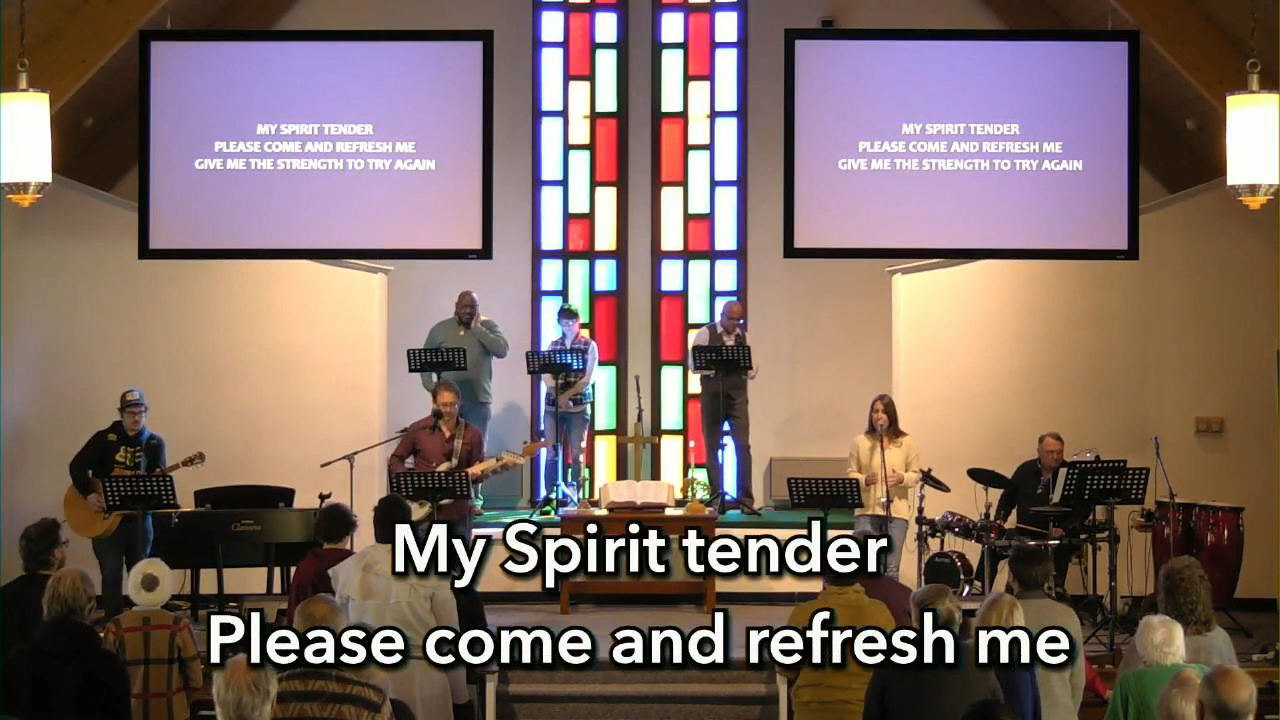 MY SPIRIT TENDER
PLEASE COME AND REFRESH ME
GIVE ME THE STRENGTH TO TRY AGAIN
MY SPIRIT TENDER
PLEASE COME AND REFRESH ME
GIVE ME THE STRENGTH TO TRY AGAIN
My Spirit tender
Please come and refresh me